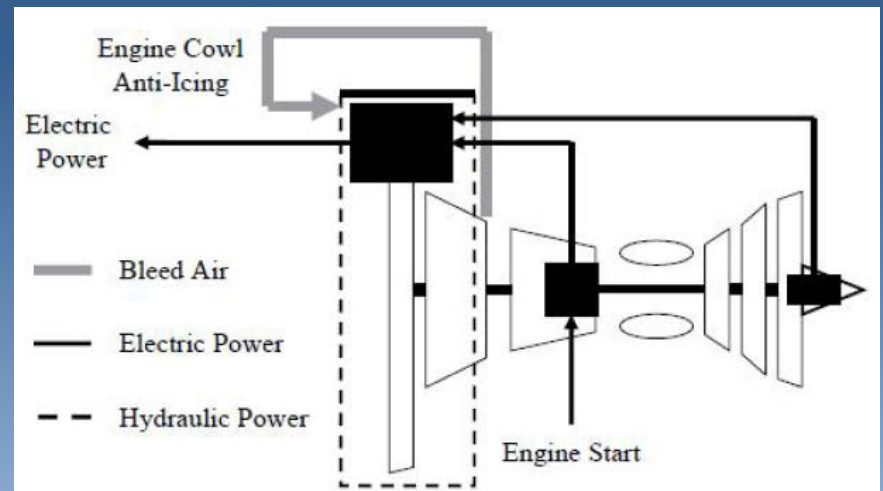 Engine Cowl
Anti-Icing
Electric
Power
Bleed Air
Electric Power
Hydraulic Power
Engine Start